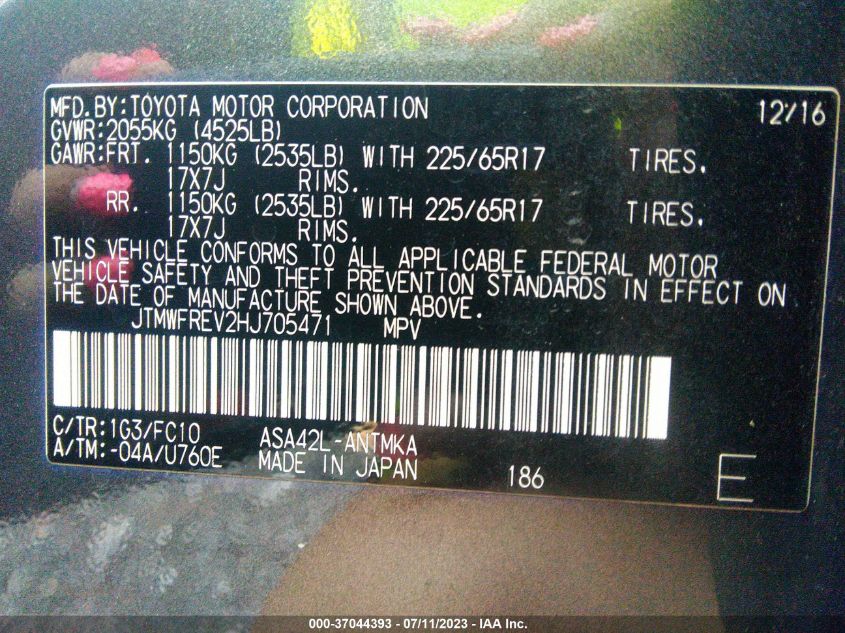 MFD.BY:TOYOTA MOTOR CORPORATION 12/16
GVWR:2055KG (4525LB)
GAWR:FRT. 1150KG (2535LB) WITH 225/65R17 TIRES.
17X7J RIMS.
RR. 1150KG (2535LB) WITH 225/65R17 TIRES.
17X7J RIMS.
THIS VEHICLE CONFORMS TO ALL APPLICABLE FEDERAL MOTOR
VEHICLE SAFETY AND THEFT PREVENTION STANDARDS IN EFFECT ON
THE DATE OF MANUFACTURE SHOWN ABOVE.
JTMWFREV2HJ705471 MPV
C/TR:1G3/FC10 ASA42L-ANTMKA
A/TM:-04A/U760E MADE IN JAPAN 186 E
000-37044393 - 07/11/2023 - IAA Inc.